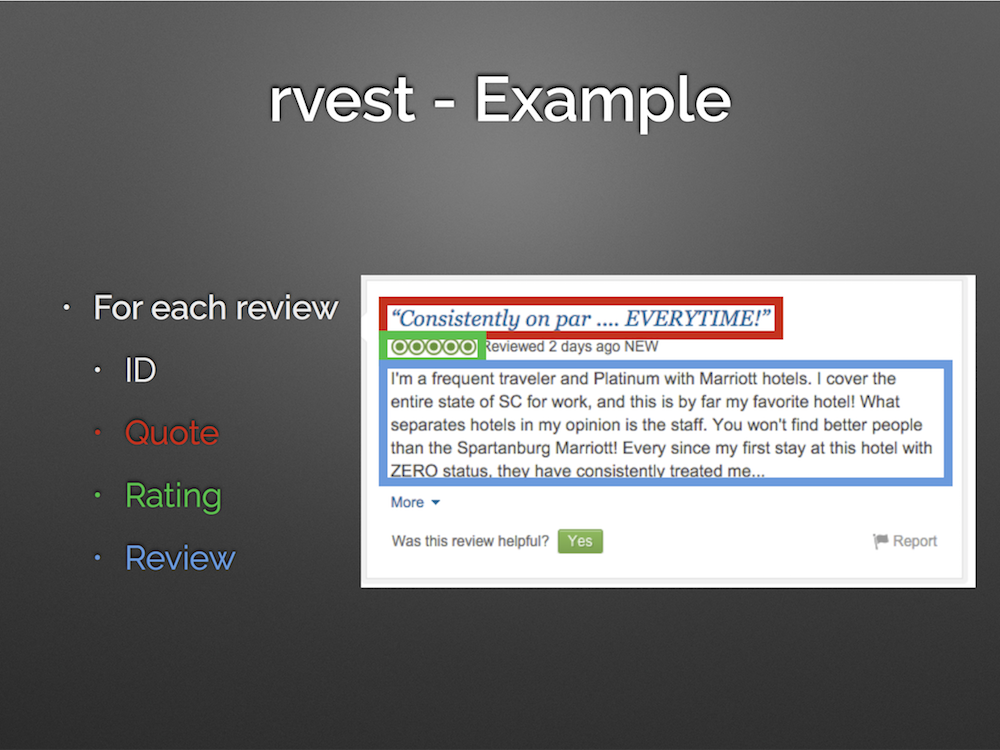 rvest - Example
• For each review
• ID
• Quote
• Rating
• Review
“Consistently on par .... EVERYTIME!”
Reviewed 2 days ago NEW
I'm a frequent traveler and Platinum with Marriott hotels. I cover the
entire state of SC for work, and this is by far my favorite hotel! What
separates hotels in my opinion is the staff. You won't find better people
than the Spartanburg Marriott! Every since my first stay at this hotel with
ZERO status, they have consistently treated me...
More
Was this review helpful? Yes
Report